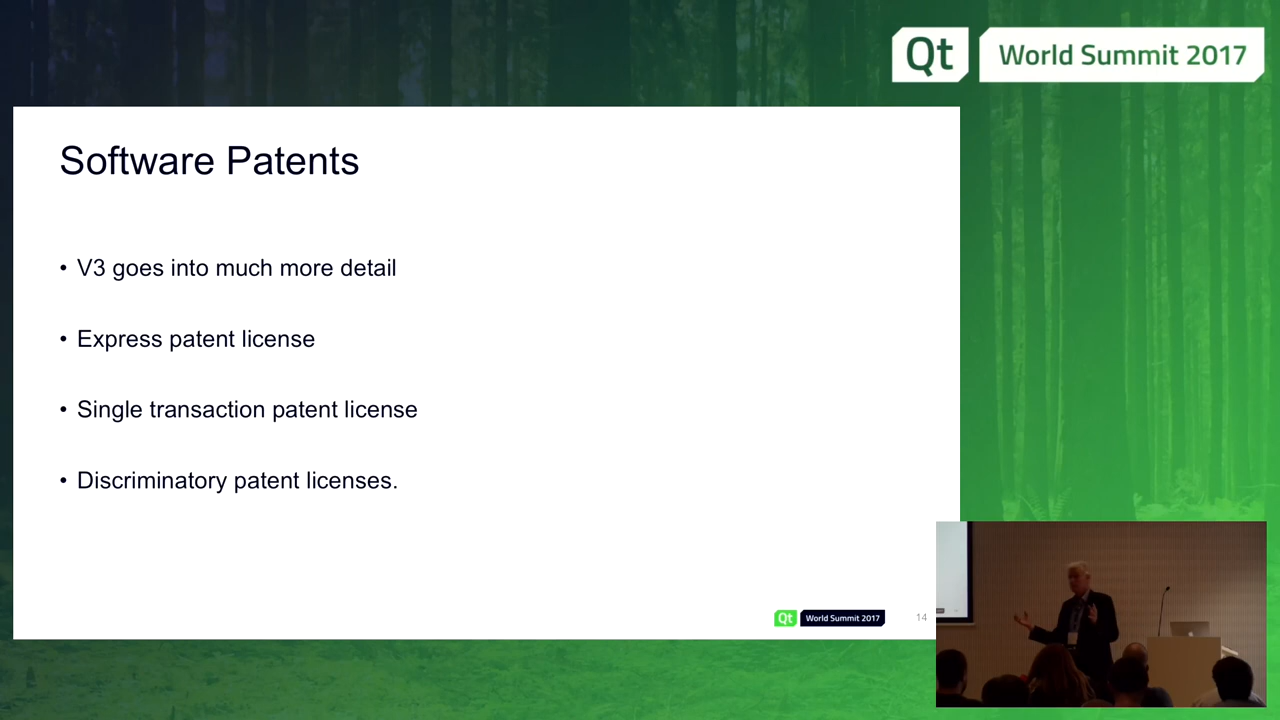 Qt World Summit 2017
Software Patents
• V3 goes into much more detail
• Express patent license
• Single transaction patent license
• Discriminatory patent licenses.
Qt World Summit 2017 14